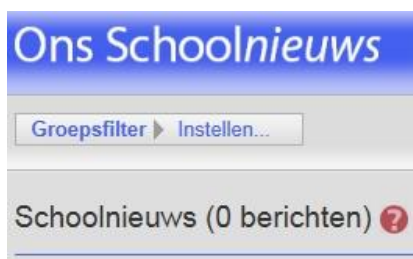 Ons Schoolnieuws
Groepsfilter Instellen...
Schoolnieuws (0 berichten) ?